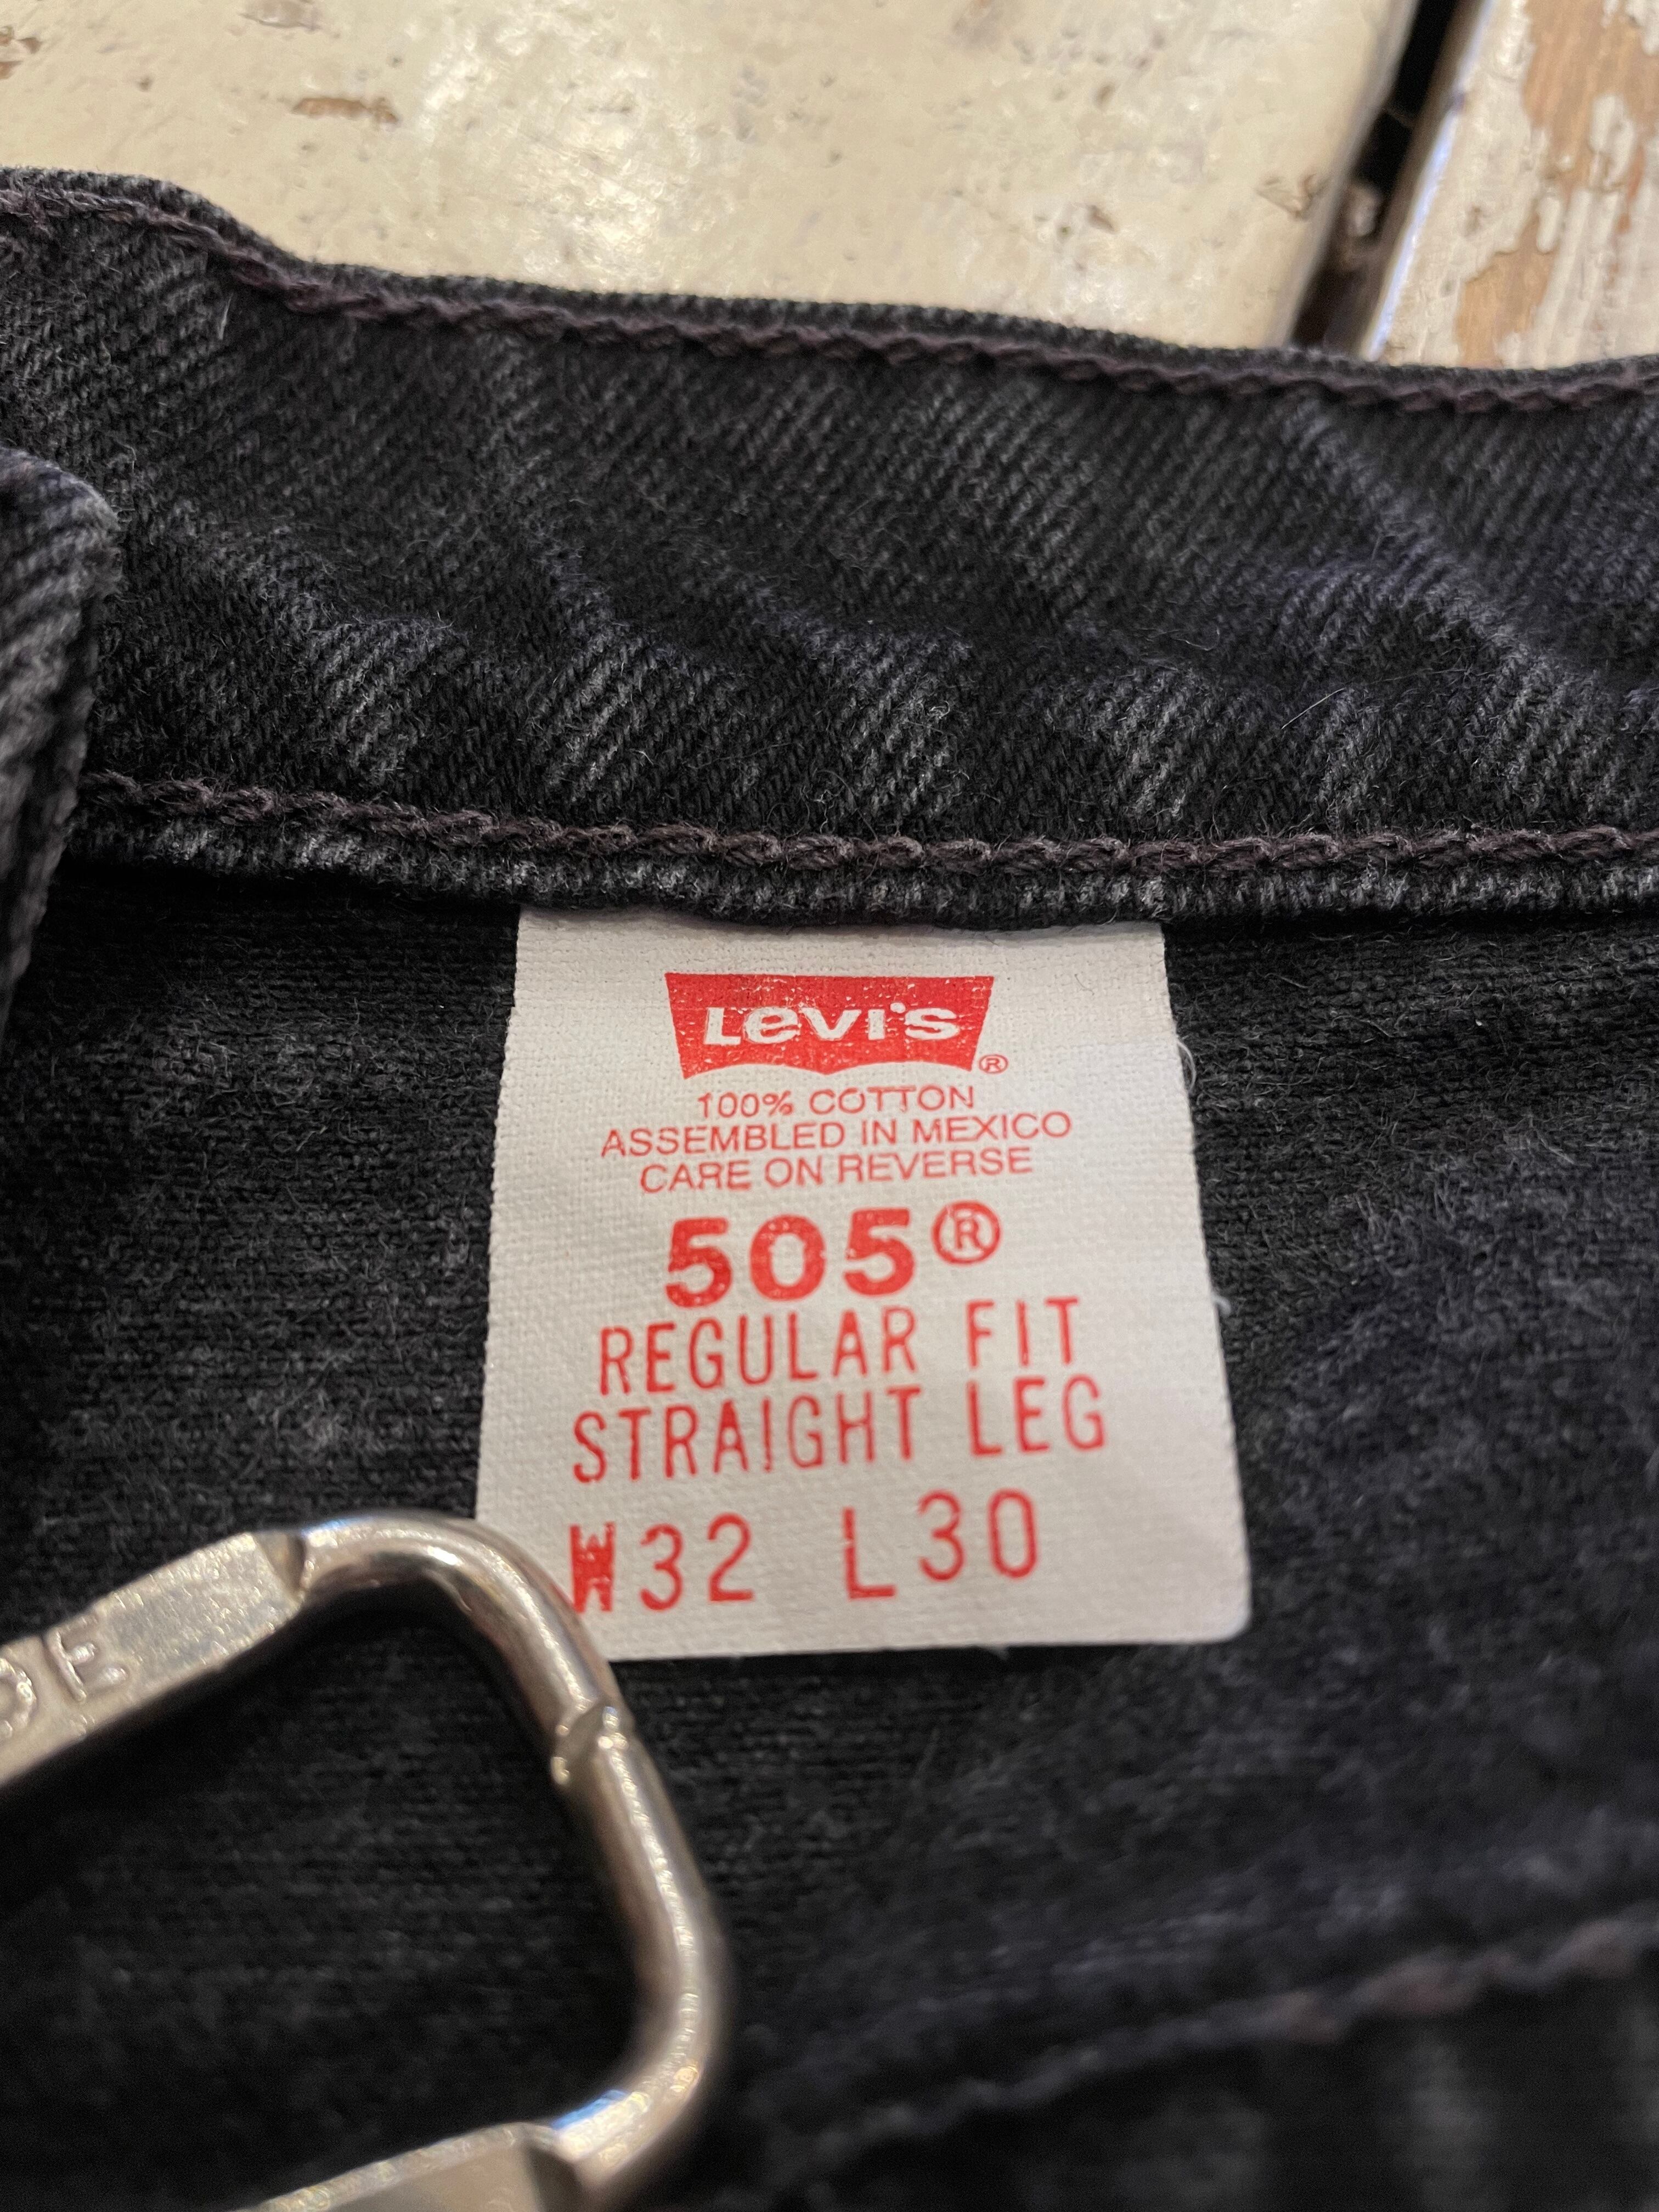 Levi's®
100% COTTON
ASSEMBLED IN MEXICO
CARE ON REVERSE
505®
REGULAR FIT
STRAIGHT LEG
W32 L30